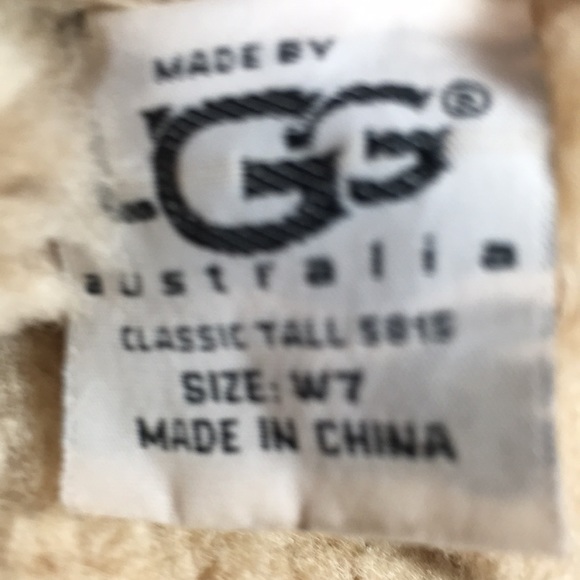 MADE BY
UGG®
australia
CLASSIC TALL 5815
SIZE: W7
MADE IN CHINA